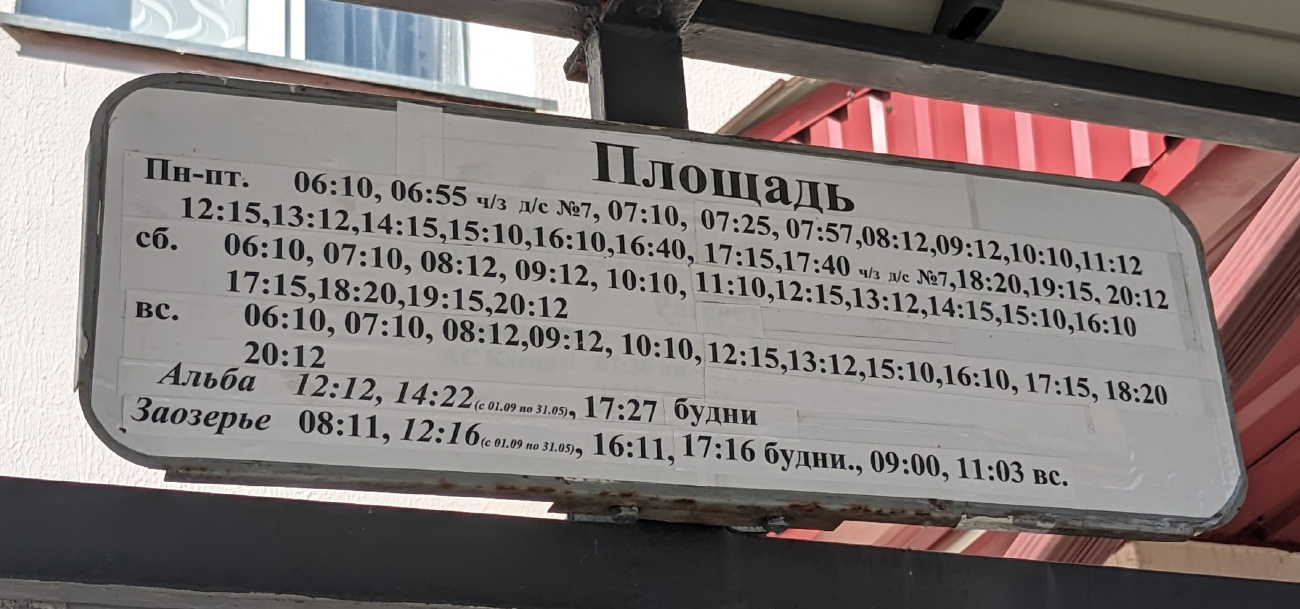 Площадь
Пн-пт. 06:10, 06:55 ч/з д/с №7, 07:10, 07:25, 07:57,08:12,09:12,10:10,11:12
12:15,13:12,14:15,15:10,16:10,16:40, 17:15,17:40 ч/з д/с №7,18:20,19:15, 20:12
сб. 06:10, 07:10, 08:12, 09:12, 10:10, 11:10,12:15,13:12,14:15,15:10,16:10
17:15,18:20,19:15,20:12
вс. 06:10, 07:10, 08:12,09:12, 10:10, 12:15,13:12,15:10,16:10, 17:15, 18:20
20:12
Альба 12:12, 14:22(с 01.09 по 31.05), 17:27 будни
Заозерье 08:11, 12:16(с 01.09 по 31.05), 16:11, 17:16 будни., 09:00, 11:03 вс.